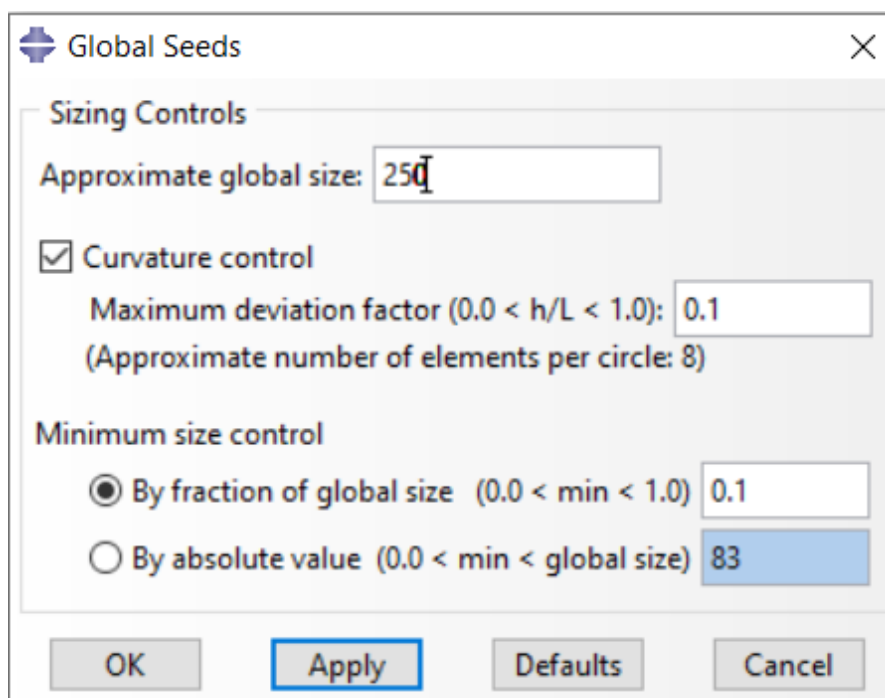 Global Seeds
Sizing Controls
Approximate global size: 250
Curvature control
Maximum deviation factor (0.0 < h/L < 1.0): 0.1
(Approximate number of elements per circle: 8)
Minimum size control
By fraction of global size (0.0 < min < 1.0) 0.1
By absolute value (0.0 < min < global size) 83
OK Apply Defaults Cancel